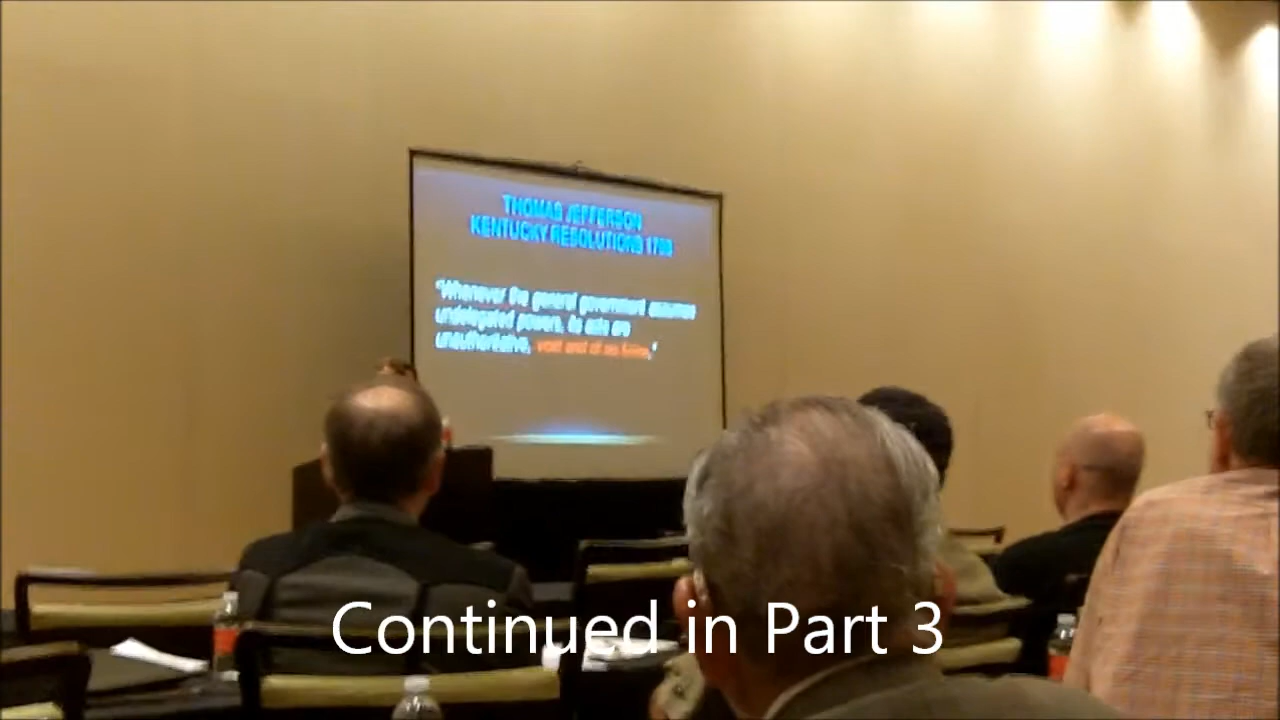 THOMAS JEFFERSON
KENTUCKY RESOLUTIONS 1798
"Whenever the general government assumes
undelegated powers, its acts are
unauthoritative, void and of no force."
Continued in Part 3